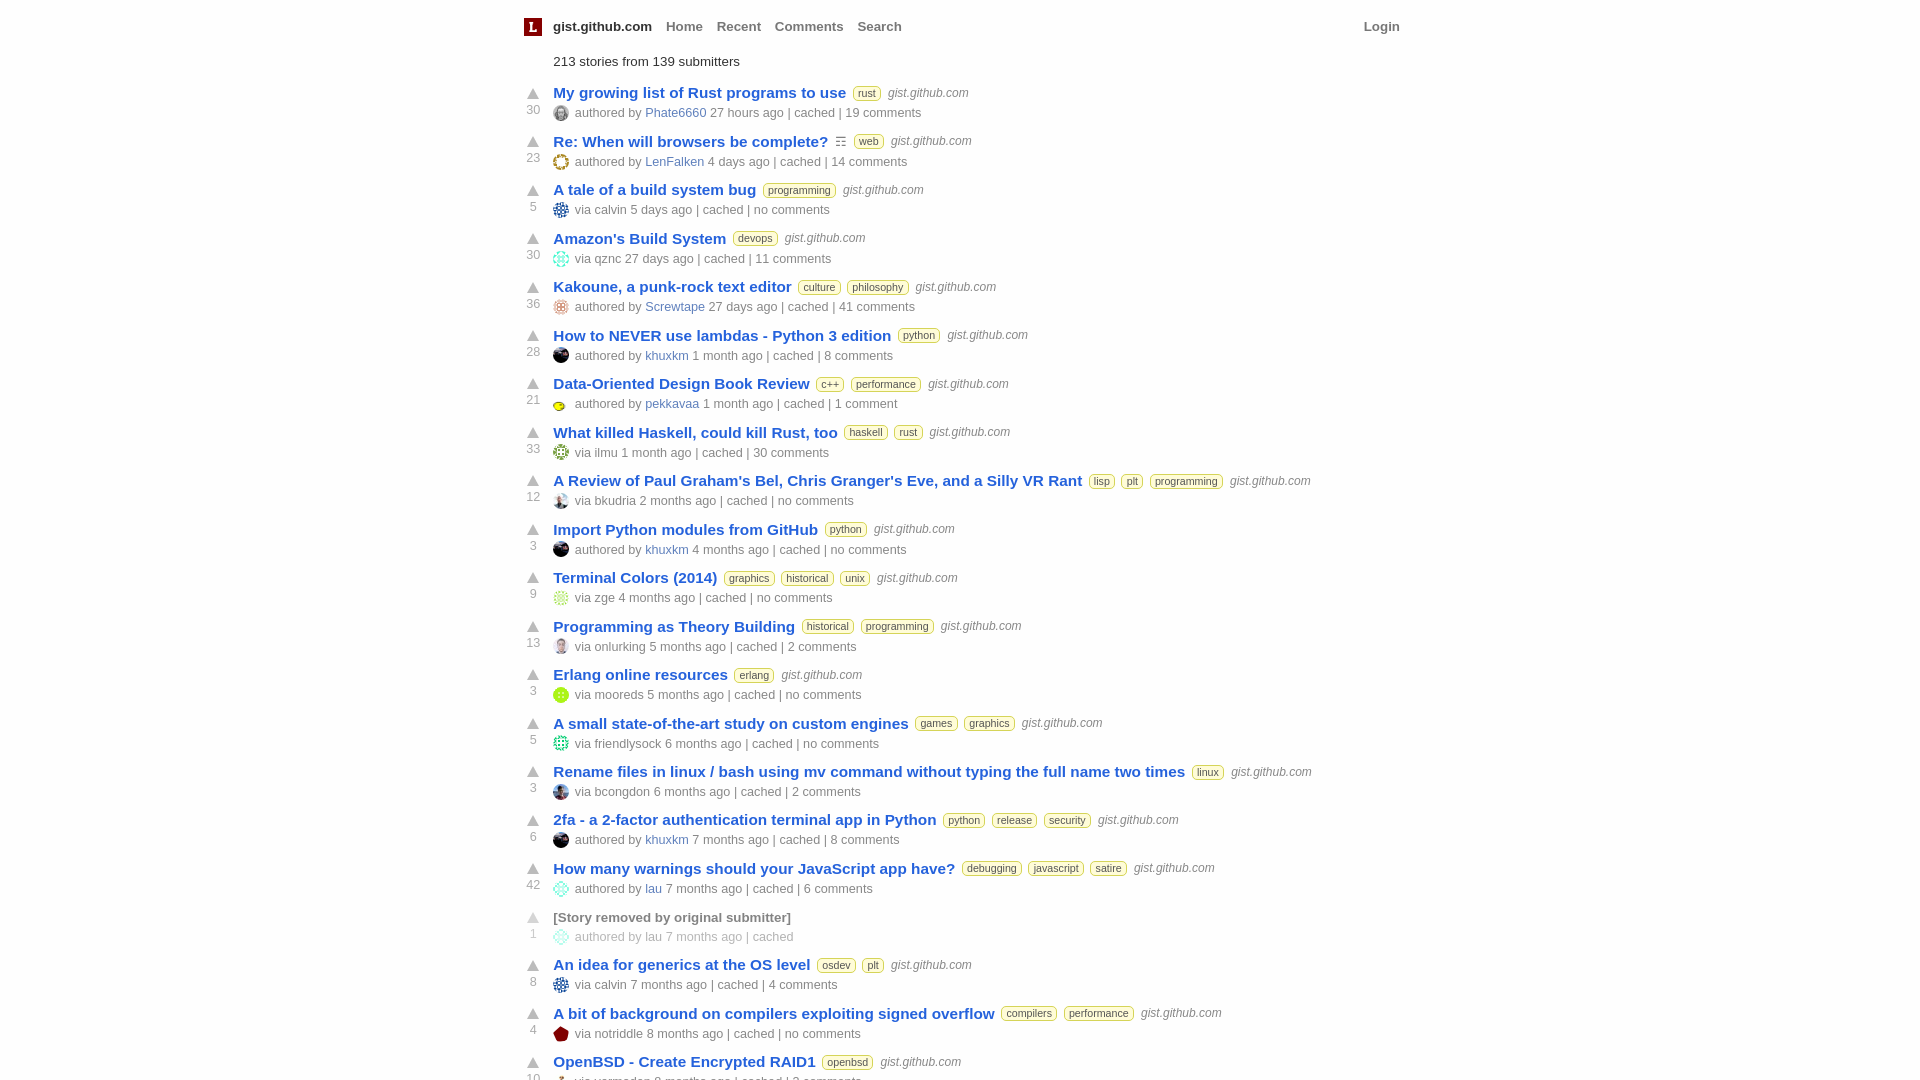 L gist.github.com Home Recent Comments Search Login
213 stories from 139 submitters
My growing list of Rust programs to use rust gist.github.com
30 authored by Phate6660 27 hours ago | cached | 19 comments
Re: When will browsers be complete? ☶ web gist.github.com
23 authored by LenFalken 4 days ago | cached | 14 comments
A tale of a build system bug programming gist.github.com
5 via calvin 5 days ago | cached | no comments
Amazon's Build System devops gist.github.com
30 via qznc 27 days ago | cached | 11 comments
Kakoune, a punk-rock text editor culture philosophy gist.github.com
36 authored by Screwtape 27 days ago | cached | 41 comments
How to NEVER use lambdas - Python 3 edition python gist.github.com
28 authored by khuxkm 1 month ago | cached | 8 comments
Data-Oriented Design Book Review c++ performance gist.github.com
21 authored by pekkavaa 1 month ago | cached | 1 comment
What killed Haskell, could kill Rust, too haskell rust gist.github.com
33 via ilmu 1 month ago | cached | 30 comments
A Review of Paul Graham's Bel, Chris Granger's Eve, and a Silly VR Rant lisp plt programming gist.github.com
12 via bkudria 2 months ago | cached | no comments
Import Python modules from GitHub python gist.github.com
3 authored by khuxkm 4 months ago | cached | no comments
Terminal Colors (2014) graphics historical unix gist.github.com
9 via zge 4 months ago | cached | no comments
Programming as Theory Building historical programming gist.github.com
13 via onlurking 5 months ago | cached | 2 comments
Erlang online resources erlang gist.github.com
3 via mooreds 5 months ago | cached | no comments
A small state-of-the-art study on custom engines games graphics gist.github.com
5 via friendlysock 6 months ago | cached | no comments
Rename files in linux / bash using mv command without typing the full name two times linux gist.github.com
3 via bcongdon 6 months ago | cached | 2 comments
2fa - a 2-factor authentication terminal app in Python python release security gist.github.com
6 authored by khuxkm 7 months ago | cached | 8 comments
How many warnings should your JavaScript app have? debugging javascript satire gist.github.com
42 authored by lau 7 months ago | cached | 6 comments
[Story removed by original submitter]
1 authored by lau 7 months ago | cached
An idea for generics at the OS level osdev plt gist.github.com
8 via calvin 7 months ago | cached | 4 comments
A bit of background on compilers exploiting signed overflow compilers performance gist.github.com
4 via notriddle 8 months ago | cached | no comments
OpenBSD - Create Encrypted RAID1 openbsd gist.github.com
10